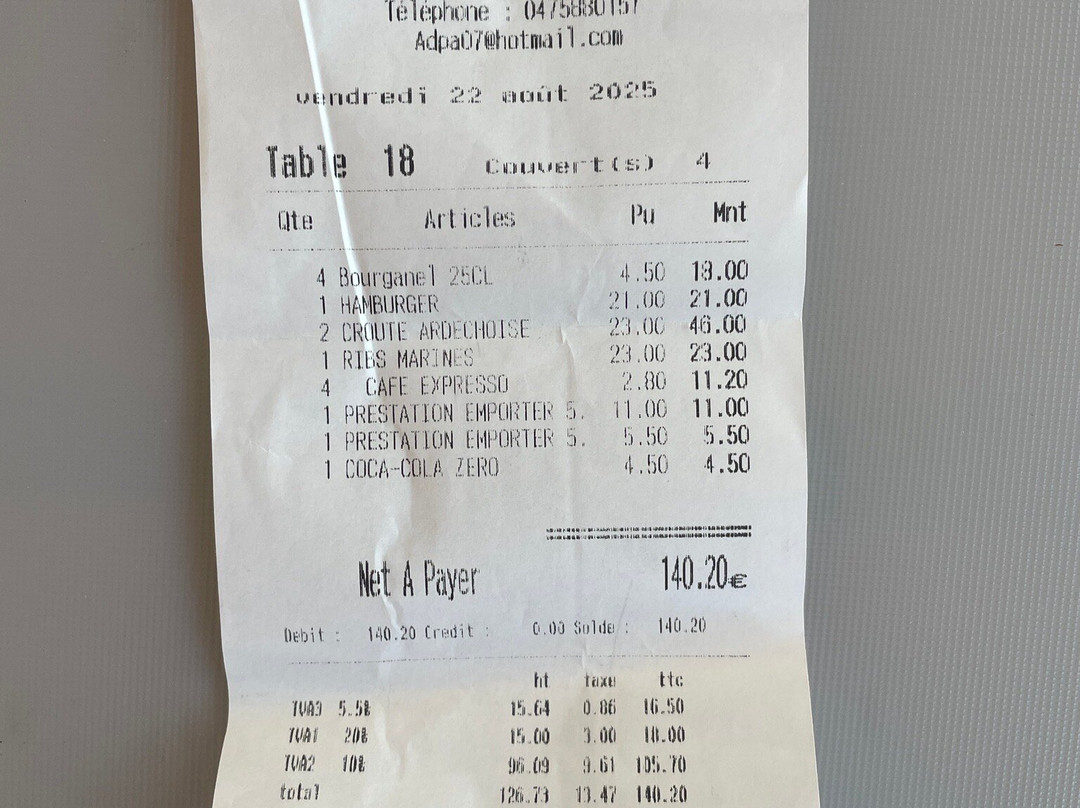 Téléphone : 0475880157
Adpa07@hotmail.com
vendredi 22 août 2025
Table 18 Couvert(s) 4
Qte Articles Pu Mnt
4 Bourganel 25CL 4.50 18.00
1 HAMBURGER 21.00 21.00
2 CROUTE ARDECHOISE 23.00 46.00
1 RIBS MARINES 23.00 23.00
4 CAFE EXPRESSO 2.80 11.20
1 PRESTATION EMPORTER 5. 11.00 11.00
1 PRESTATION EMPORTER 5. 5.50 5.50
1 COCA-COLA ZERO 4.50 4.50
Net A Payer 140.20€
Debit : 140.20 Credit : 0.00 Solde : 140.20
ht taxe ttc
TVA3 5.5% 15.64 0.86 16.50
TVA1 20% 15.00 3.00 18.00
TVA2 10% 96.09 9.61 105.70
total 126.73 13.47 140.20